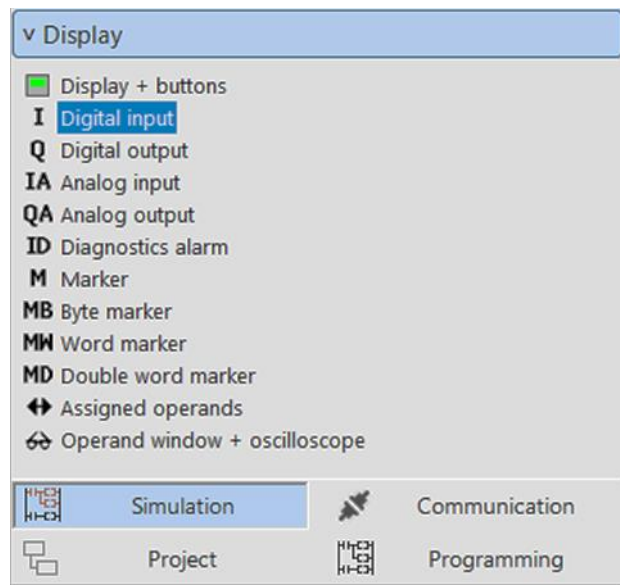 v Display
Display + buttons
I Digital input
Q Digital output
IA Analog input
QA Analog output
ID Diagnostics alarm
M Marker
MB Byte marker
MW Word marker
MD Double word marker
Assigned operands
Operand window + oscilloscope
Simulation Communication
Project Programming